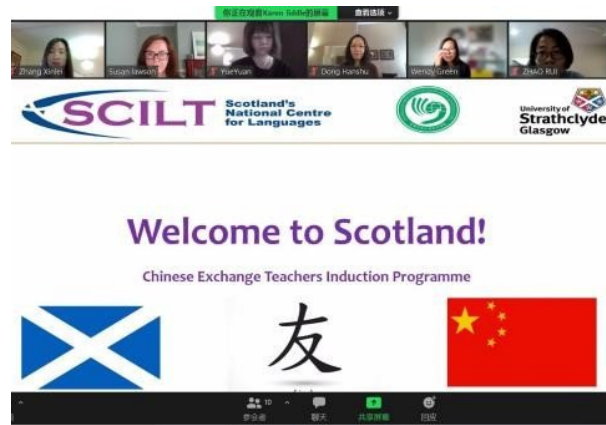 你正在观看Karen Tiddle的屏幕 查看选项
Zhang Xinlei Susan lawson YueYuan Dong Hanshu Wendy Green ZHAO RUI
SCILT Scotland's
National Centre
for Languages
University of
Strathclyde
Glasgow
Welcome to Scotland!
Chinese Exchange Teachers Induction Programme
友
10
参会者 聊天 共享屏幕 回应